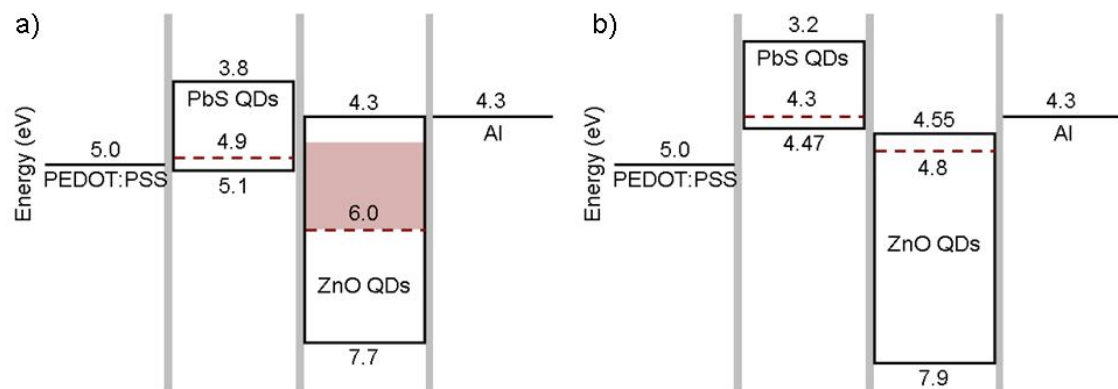 a)
3.8
PbS QDs
4.9
5.1
5.0
PEDOT:PSS
4.3
6.0
ZnO QDs
7.7
4.3
Al
Energy (eV)
b)
3.2
PbS QDs
4.3
4.47
5.0
PEDOT:PSS
4.55
4.8
ZnO QDs
7.9
4.3
Al
Energy (eV)